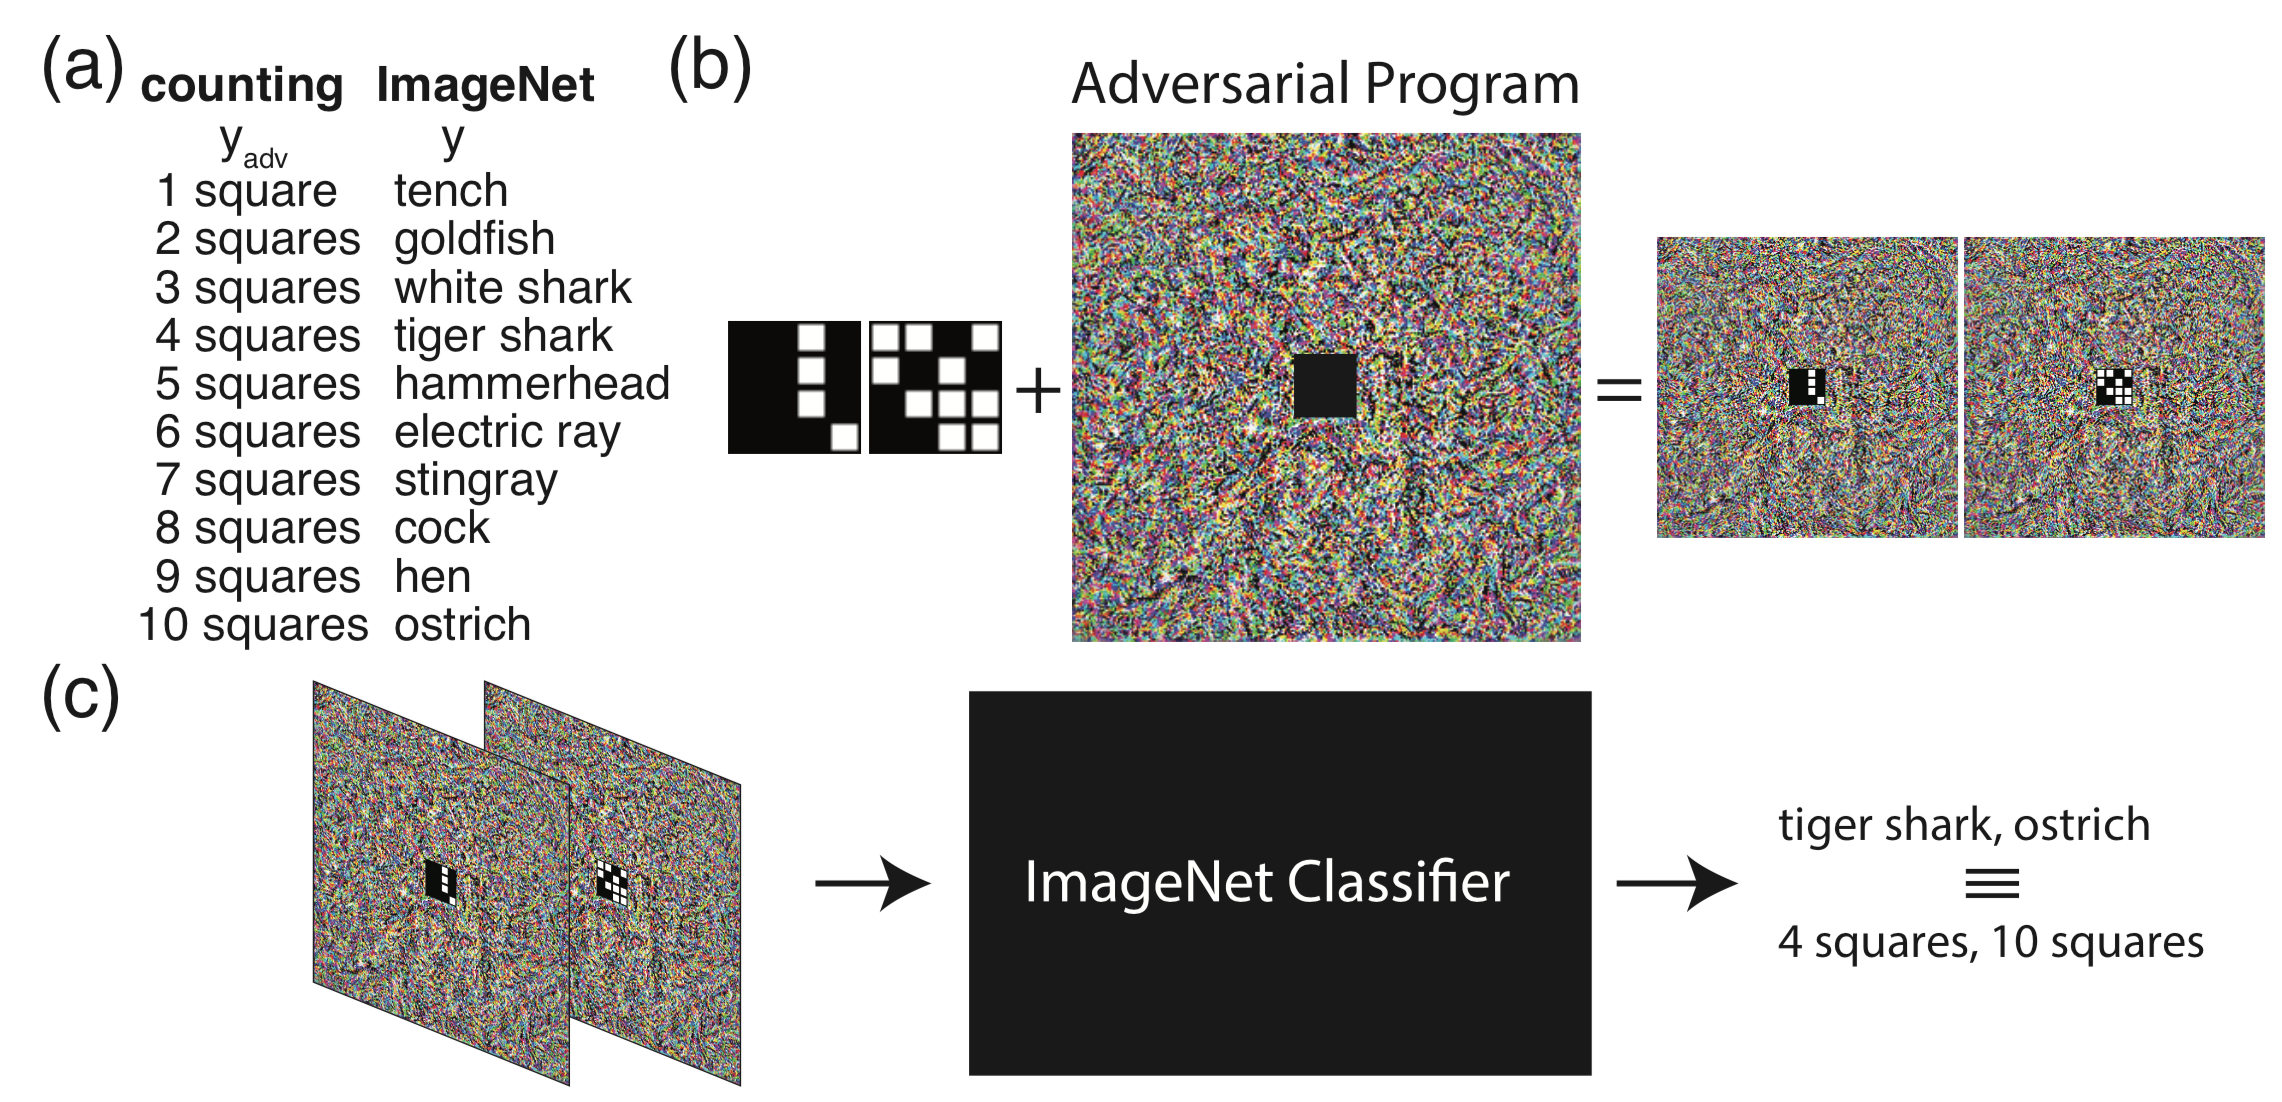 (a)
counting ImageNet
y_adv y
1 square tench
2 squares goldfish
3 squares white shark
4 squares tiger shark
5 squares hammerhead
6 squares electric ray
7 squares stingray
8 squares cock
9 squares hen
10 squares ostrich
(b)
Adversarial Program
+ =
(c)
ImageNet Classifier
tiger shark, ostrich
≡
4 squares, 10 squares